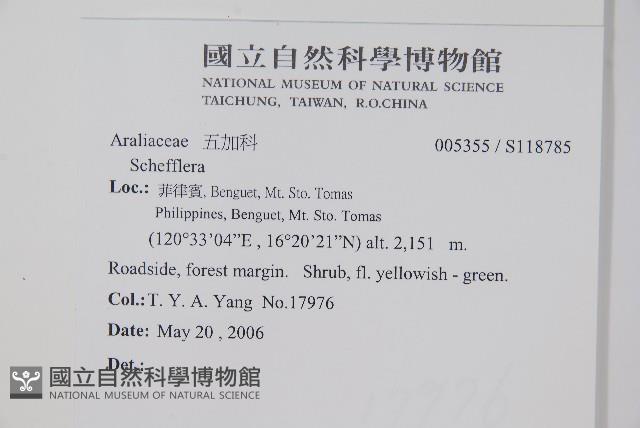 國立自然科學博物館
NATIONAL MUSEUM OF NATURAL SCIENCE
TAICHUNG, TAIWAN, R.O.CHINA
Araliaceae 五加科 005355 / S118785
Schefflera
Loc.: 菲律賓, Benguet, Mt. Sto. Tomas
Philippines, Benguet, Mt. Sto. Tomas
(120°33'04"E , 16°20'21"N) alt. 2,151 m.
Roadside, forest margin. Shrub, fl. yellowish - green.
Col.: T. Y. A. Yang No.17976
Date: May 20 , 2006
Det.:
國立自然科學博物館
NATIONAL MUSEUM OF NATURAL SCIENCE
17976